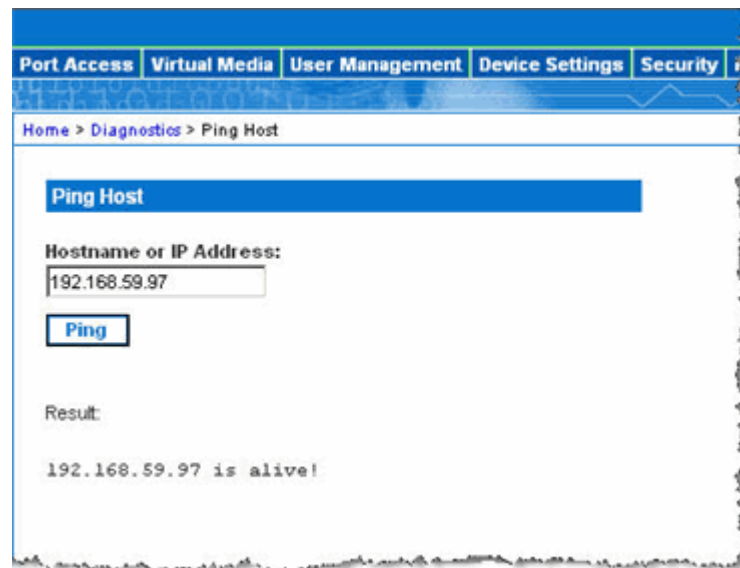 Port Access Virtual Media User Management Device Settings Security
Home > Diagnostics > Ping Host
Ping Host
Hostname or IP Address:
192.168.59.97
Ping
Result:
192.168.59.97 is alive!